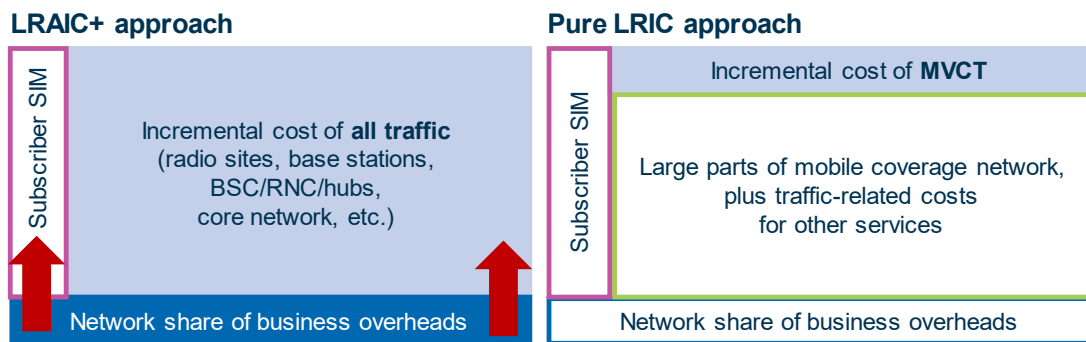 LRAIC+ approach
Subscriber SIM
Incremental cost of all traffic
(radio sites, base stations,
BSC/RNC/hubs,
core network, etc.)
Network share of business overheads
Pure LRIC approach
Subscriber SIM
Incremental cost of MVCT
Large parts of mobile coverage network,
plus traffic-related costs
for other services
Network share of business overheads